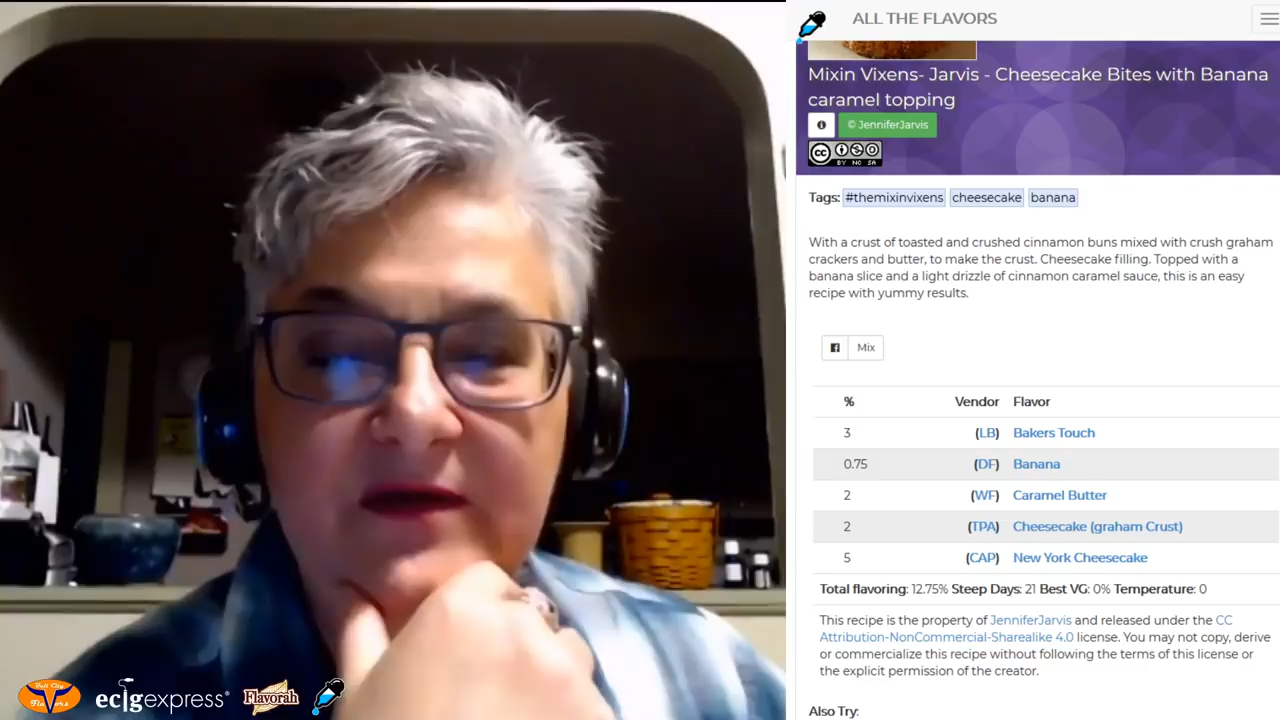 ALL THE FLAVORS
Mixin Vixens- Jarvis - Cheesecake Bites with Banana
caramel topping
© JenniferJarvis
CC BY NC SA
Tags: #themixinvixens cheesecake banana
With a crust of toasted and crushed cinnamon buns mixed with crush graham
crackers and butter, to make the crust. Cheesecake filling. Topped with a
banana slice and a light drizzle of cinnamon caramel sauce, this is an easy
recipe with yummy results.
Mix
% Vendor Flavor
3 (LB) Bakers Touch
0.75 (DF) Banana
2 (WF) Caramel Butter
2 (TPA) Cheesecake (graham Crust)
5 (CAP) New York Cheesecake
Total flavoring: 12.75% Steep Days: 21 Best VG: 0% Temperature: 0
This recipe is the property of JenniferJarvis and released under the CC
Attribution-NonCommercial-Sharealike 4.0 license. You may not copy, derive
or commercialize this recipe without following the terms of this license or
the explicit permission of the creator.
Also Try:
Bull City
Flavors
ecigexpress®
Flavorah